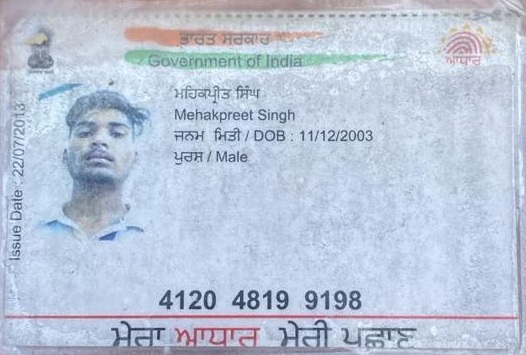 ਭਾਰਤ ਸਰਕਾਰ
Government of India
ਆਧਾਰ
ਮਹਿਕਪ੍ਰੀਤ ਸਿੰਘ
Mehakpreet Singh
ਜਨਮ ਮਿਤੀ / DOB : 11/12/2003
ਪੁਰਸ਼ / Male
Issue Date : 22/07/2013
4120 4819 9198
ਮੇਰਾ ਆਧਾਰ ਮੇਰੀ ਪਛਾਣ